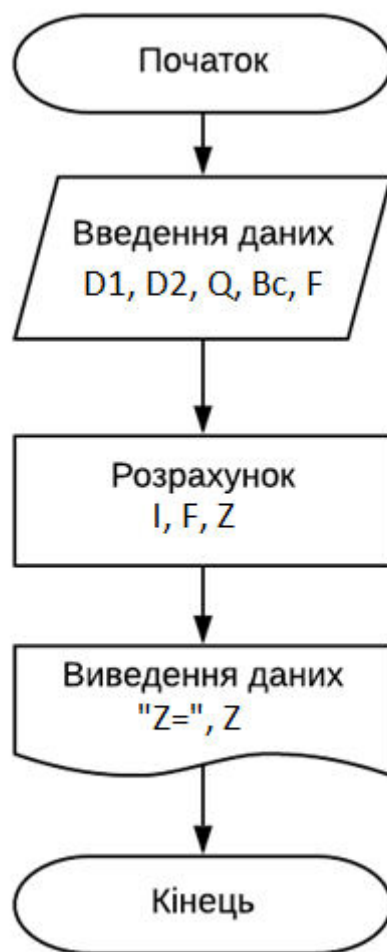 Початок
Введення даних
D1, D2, Q, Bc, F
Розрахунок
I, F, Z
Виведення даних
"Z=", Z
Кінець